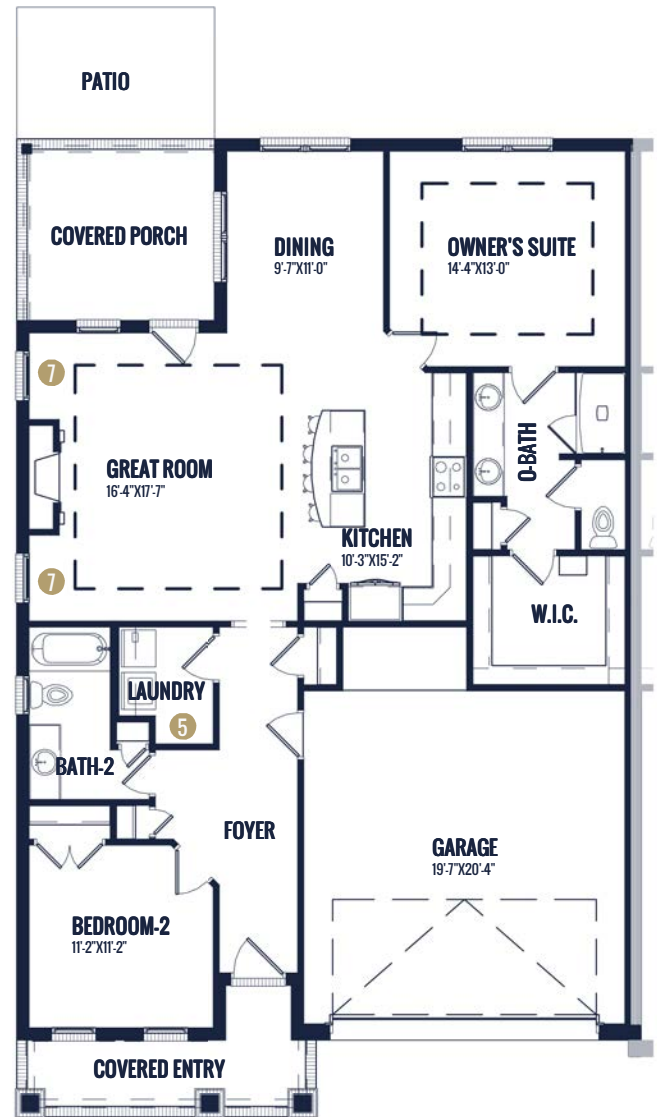 PATIO
COVERED PORCH
DINING
9'-7"X11'-0"
OWNER'S SUITE
14'-4"X13'-0"
7
GREAT ROOM
16'-4"X17'-7"
O-BATH
KITCHEN
10'-3"X15'-2"
7
W.I.C.
LAUNDRY
5
BATH-2
FOYER
GARAGE
19'-7"X20'-4"
BEDROOM-2
11'-2"X11'-2"
COVERED ENTRY